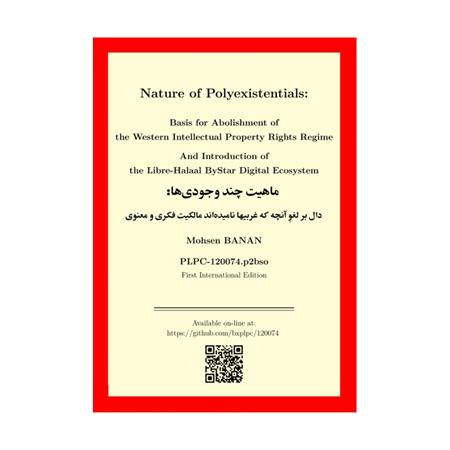 Nature of Polyexistentials:
Basis for Abolishment of
the Western Intellectual Property Rights Regime
And Introduction of
the Libre-Halaal ByStar Digital Ecosystem
ماهیت چند وجودی‌ها:
دال بر لغو آنچه که غربیها نامیده‌اند مالکیت فکری و معنوی
Mohsen BANAN
PLPC-120074.p2bso
First International Edition
Available on-line at:
https://github.com/bxplpc/120074